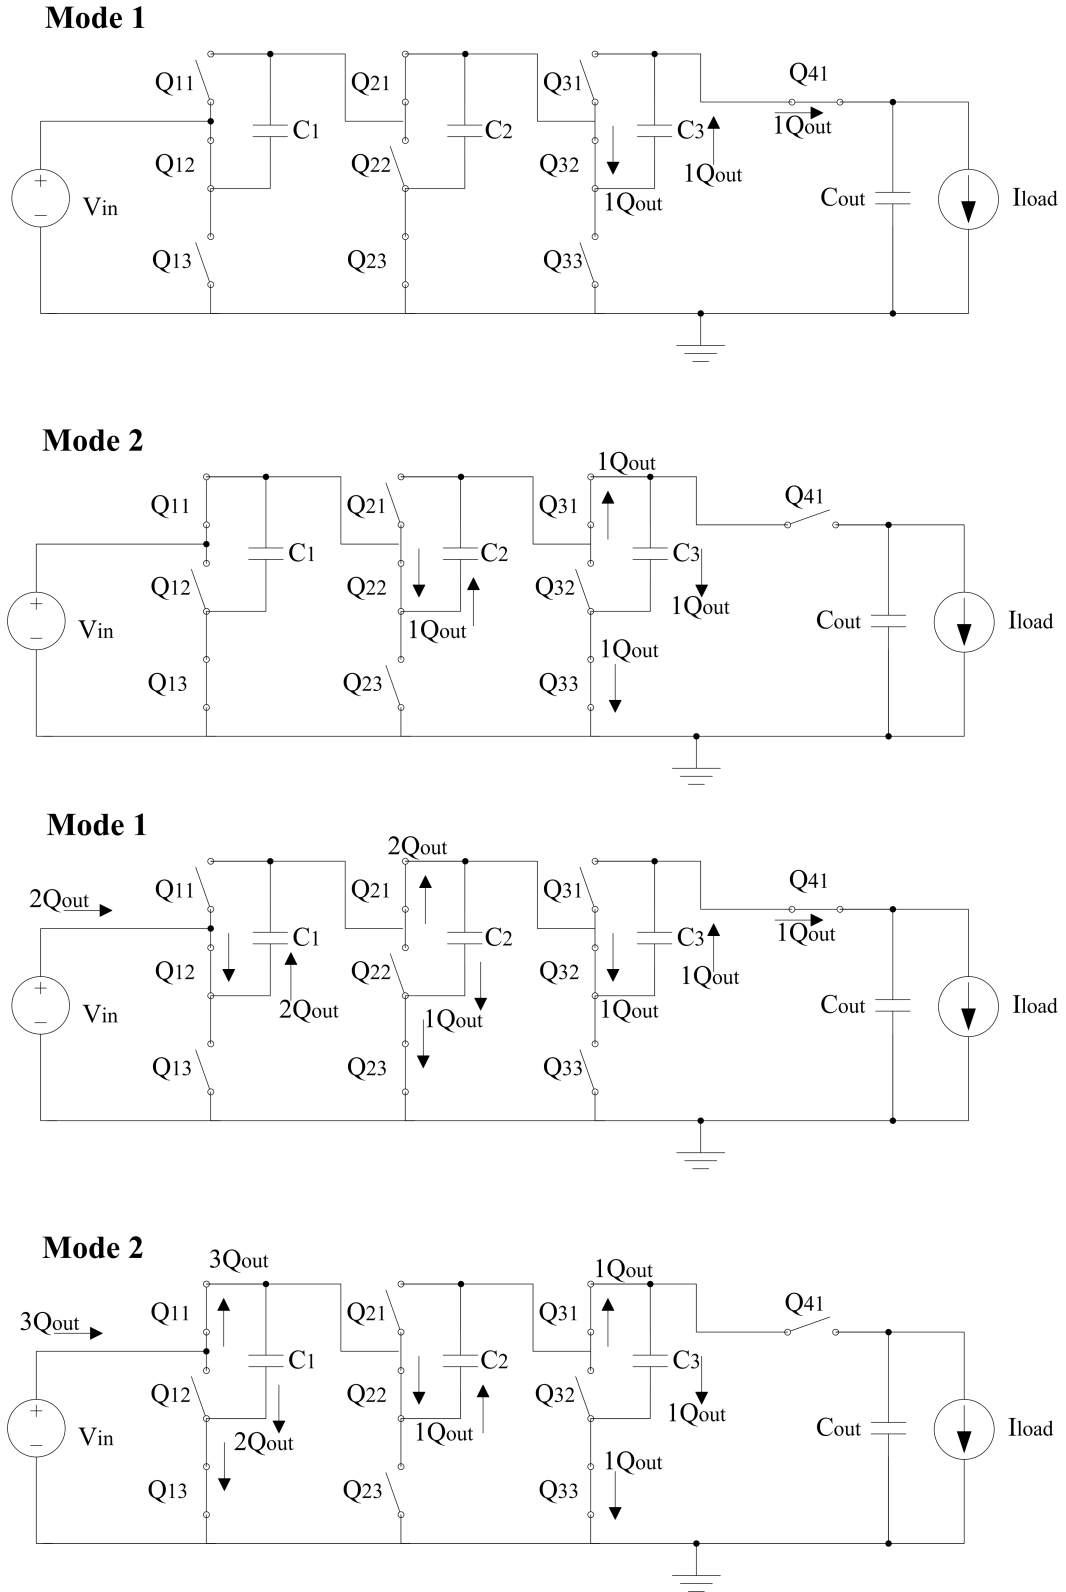 Mode 1
Q11
Q21
Q31
Q41
C1
C2
C3
1Qout
Q12
Q22
Q32
1Qout
1Qout
Vin
Cout
Iload
Q13
Q23
Q33
Mode 2
1Qout
Q11
Q21
Q31
Q41
C1
C2
C3
Q12
Q22
Q32
1Qout
1Qout
Vin
Cout
Iload
1Qout
Q13
Q23
Q33
Mode 1
2Qout
2Qout
Q11
Q21
Q31
Q41
C1
C2
C3
1Qout
Q12
Q22
Q32
1Qout
2Qout
1Qout
1Qout
Vin
Cout
Iload
Q13
Q23
Q33
Mode 2
3Qout
1Qout
3Qout
Q11
Q21
Q31
Q41
C1
C2
C3
Q12
Q22
Q32
1Qout
2Qout
1Qout
Vin
Cout
Iload
1Qout
Q13
Q23
Q33